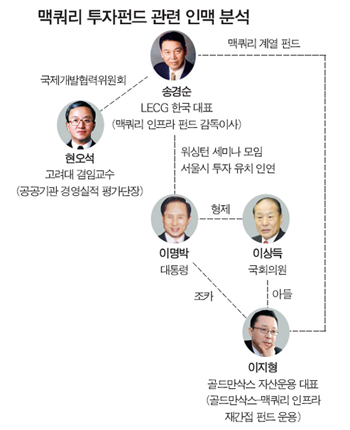 맥쿼리 투자펀드 관련 인맥 분석
맥쿼리 계열 펀드
국제개발협력위원회
송경순
LECG 한국 대표
(맥쿼리 인프라 펀드 감독이사)
현오석
고려대 겸임교수
(공공기관 경영실적 평가단장)
워싱턴 세미나 모임
서울시 투자 유치 인연
형제
이명박
대통령
이상득
국회의원
조카
아들
이지형
골드만삭스 자산운용 대표
(골드만삭스-맥쿼리 인프라
재간접 펀드 운용)